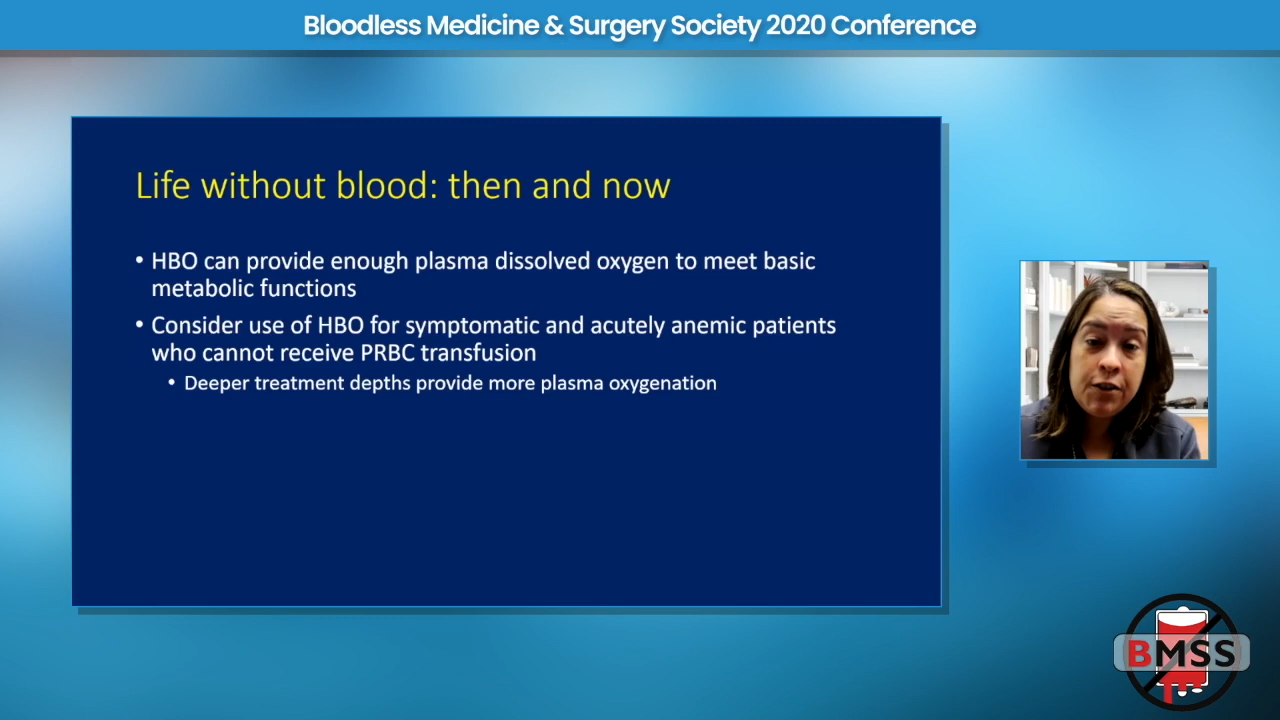 Bloodless Medicine & Surgery Society 2020 Conference
Life without blood: then and now
• HBO can provide enough plasma dissolved oxygen to meet basic
metabolic functions
• Consider use of HBO for symptomatic and acutely anemic patients
who cannot receive PRBC transfusion
• Deeper treatment depths provide more plasma oxygenation
BMSS